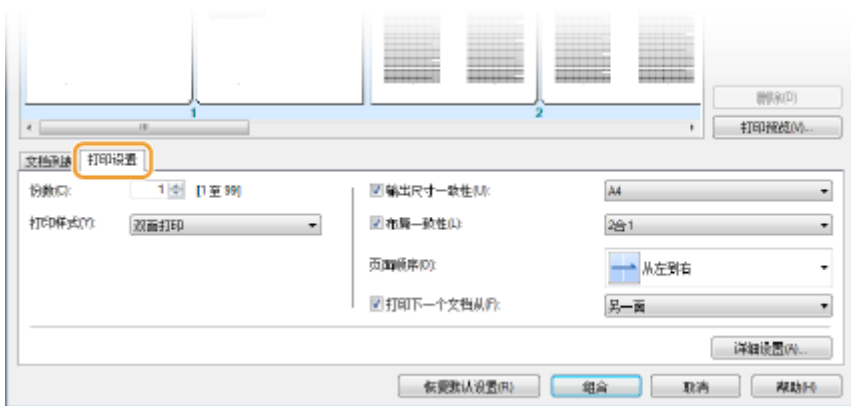 删除(D)
1
2
打印预览(V)...
文档列表
打印设置
份数(C):
1
[1 至 99]
输出尺寸一致性(U):
A4
打印样式(Y):
双面打印
布局一致性(L):
2合1
页面顺序(O):
从左到右
打印下一个文档从(F):
另一面
详细设置(A)...
恢复默认设置(R)
组合
取消
帮助(H)